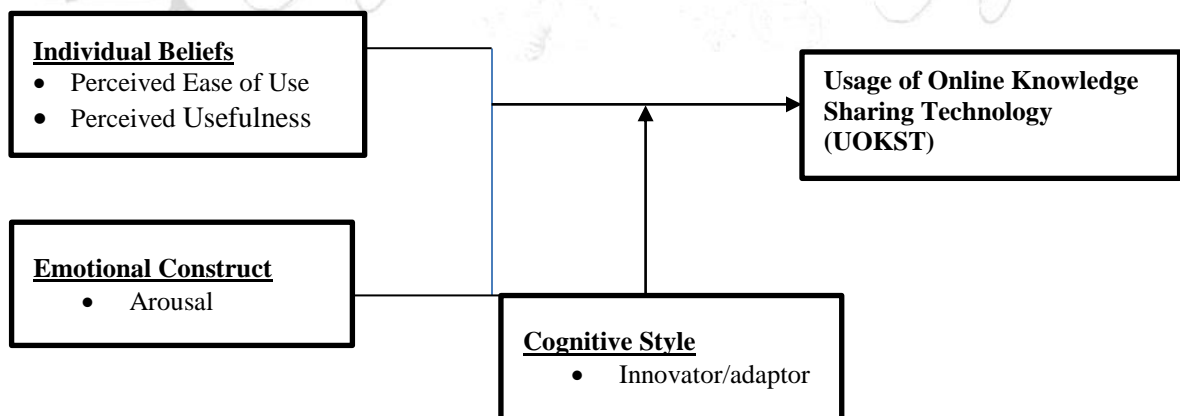 Individual Beliefs
• Perceived Ease of Use
• Perceived Usefulness
Usage of Online Knowledge
Sharing Technology
(UOKST)
Emotional Construct
• Arousal
Cognitive Style
• Innovator/adaptor